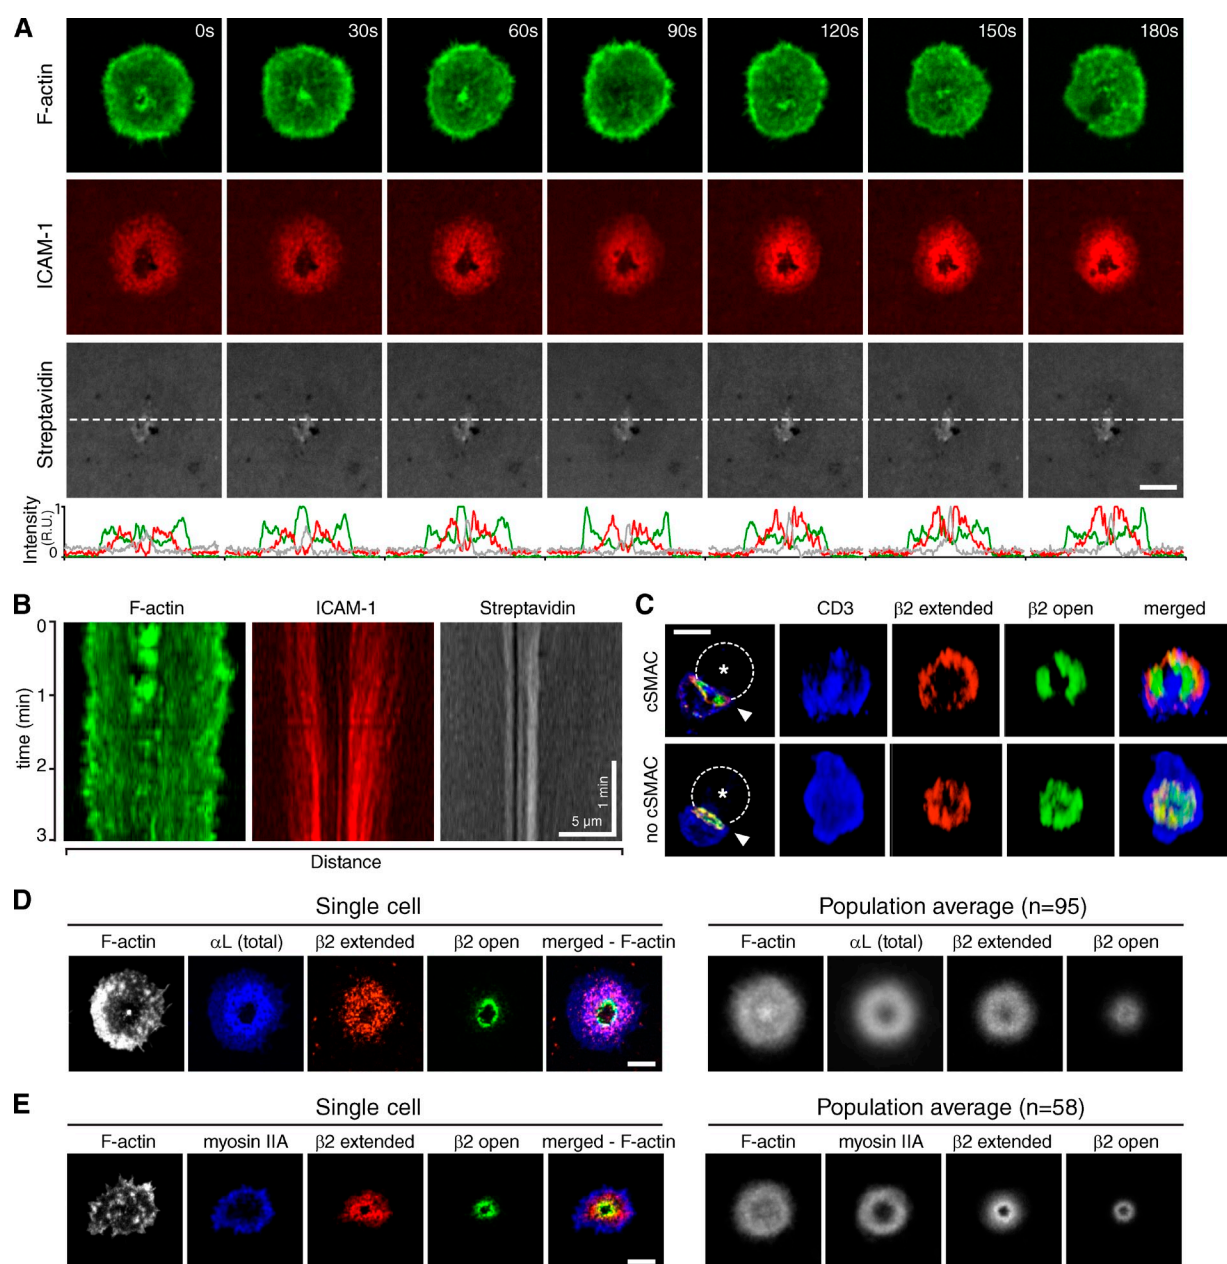 A
0s 30s 60s 90s 120s 150s 180s
F-actin
ICAM-1
Streptavidin
Intensity
(R.U.)
1
0
B
F-actin ICAM-1 Streptavidin
0
1
2
3
time (min)
1 min
5 µm
Distance
C
CD3 β2 extended β2 open merged
cSMAC
*
no cSMAC
*
D
Single cell Population average (n=95)
F-actin αL (total) β2 extended β2 open merged - F-actin F-actin αL (total) β2 extended β2 open
E
Single cell Population average (n=58)
F-actin myosin IIA β2 extended β2 open merged - F-actin F-actin myosin IIA β2 extended β2 open